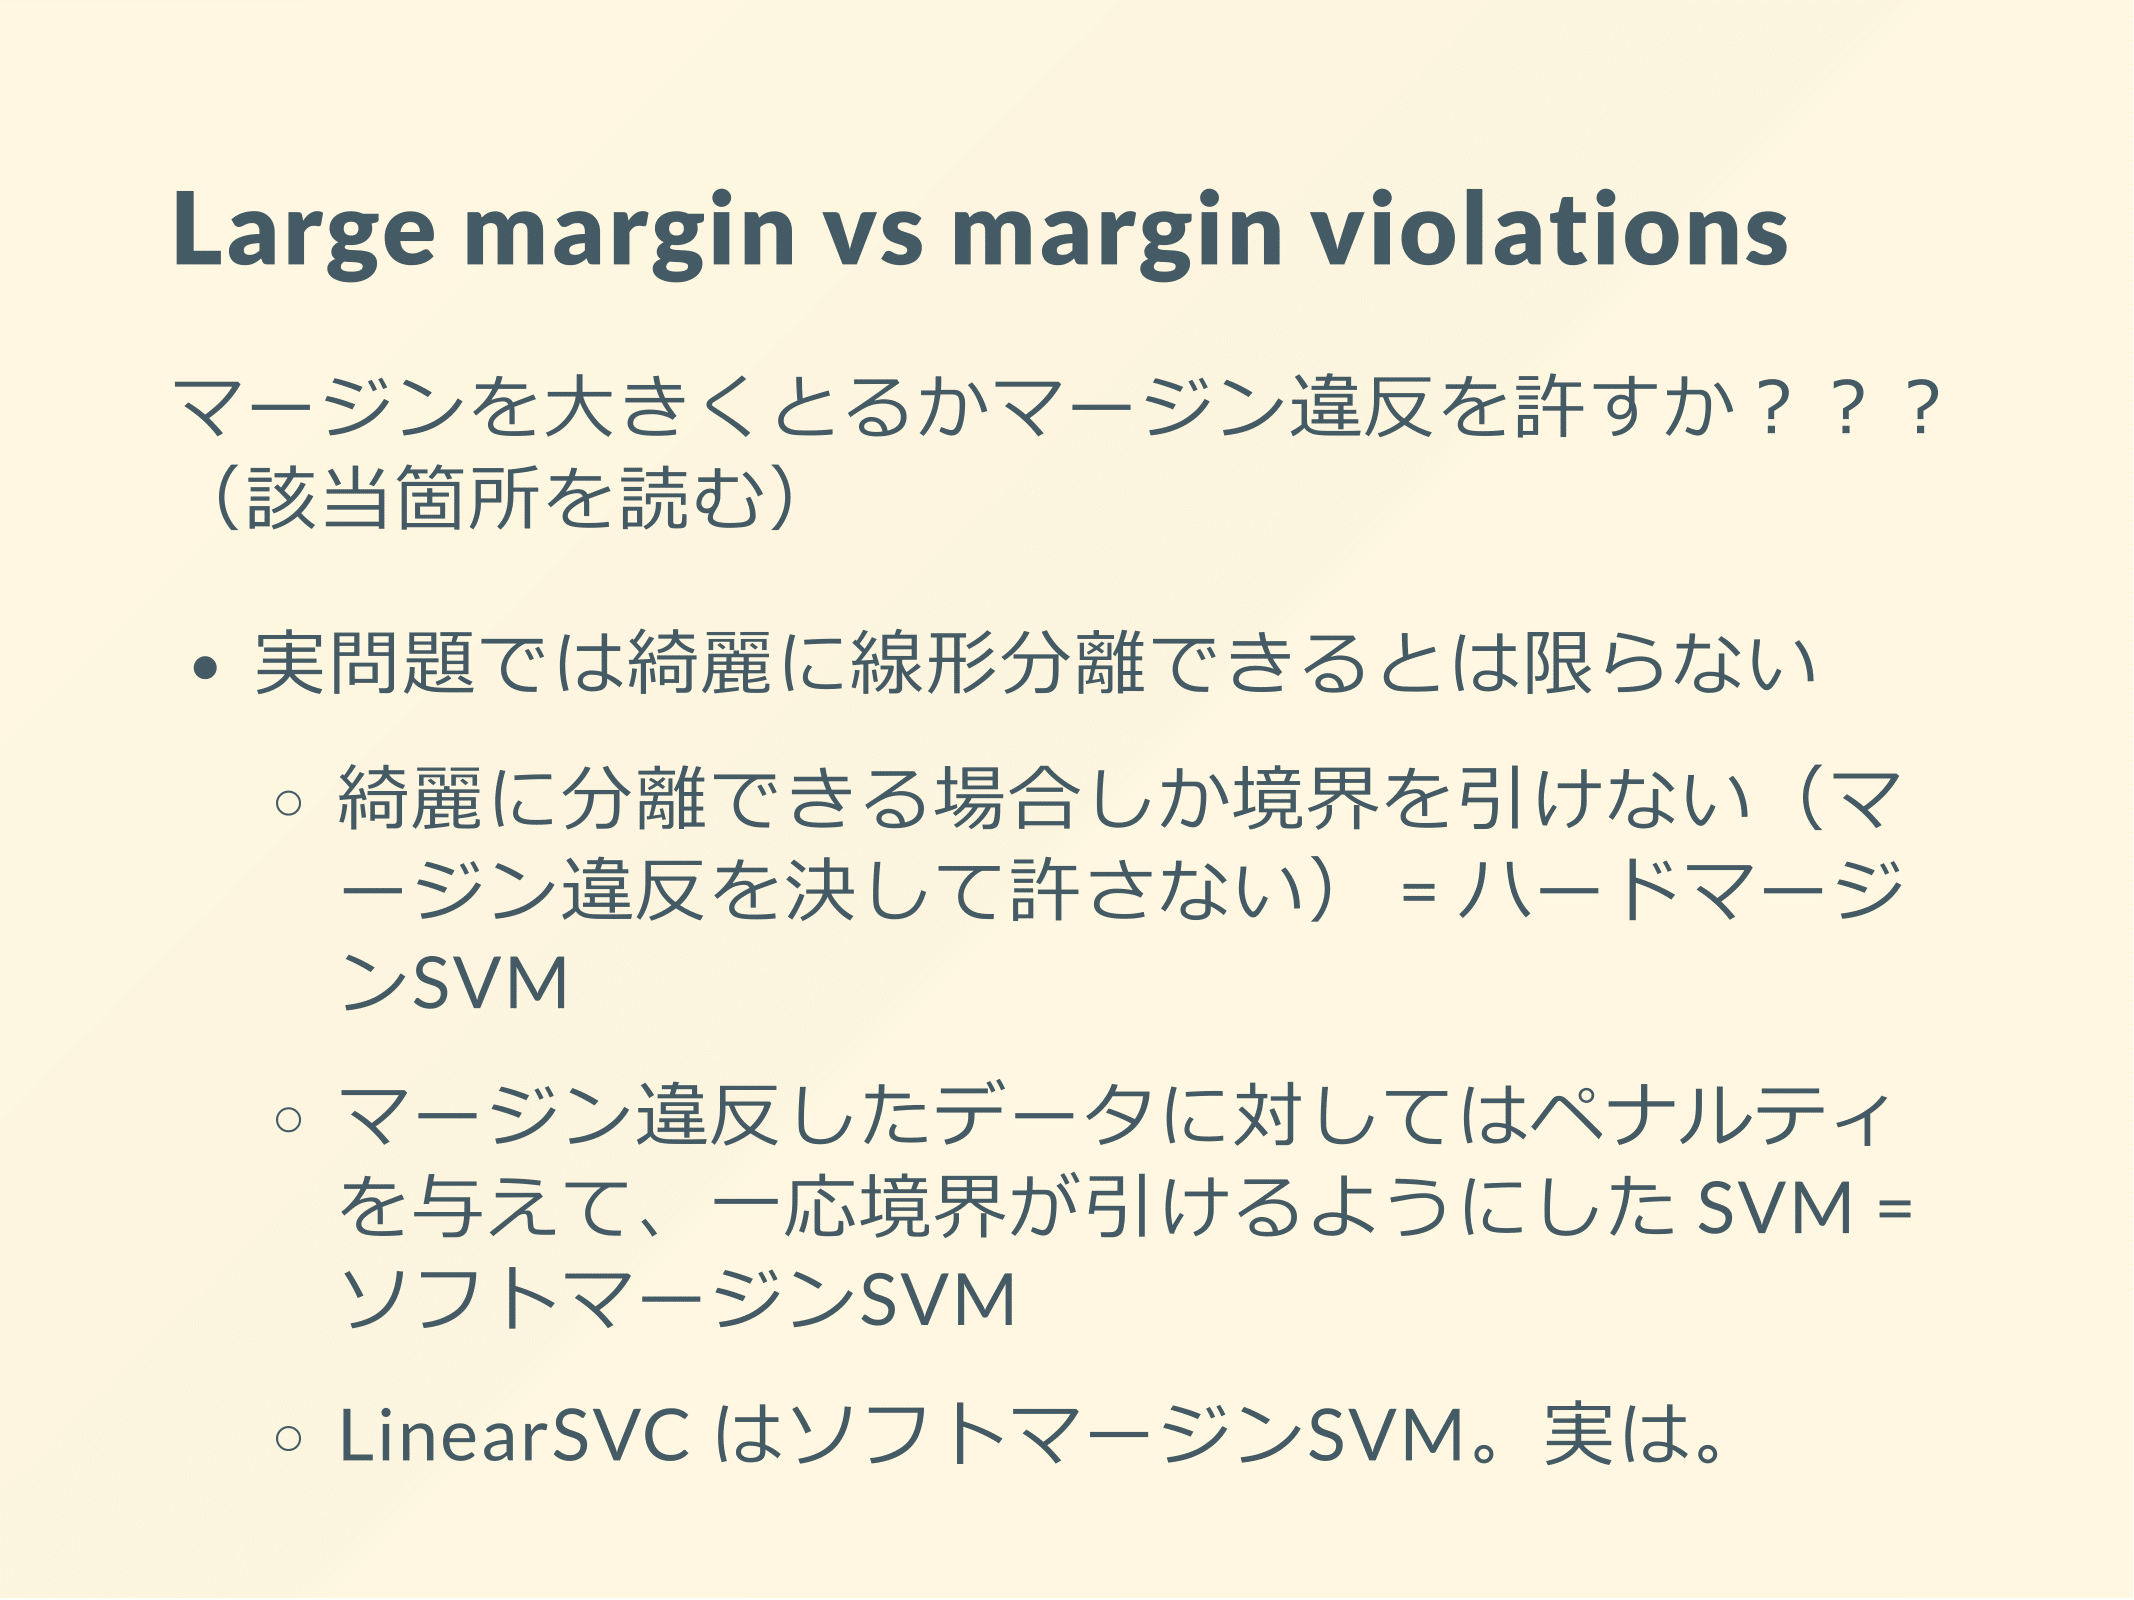 Large margin vs margin violations
マージンを大きくとるかマージン違反を許すか？？？
（該当箇所を読む）
• 実問題では綺麗に線形分離できるとは限らない
○ 綺麗に分離できる場合しか境界を引けない（マ
ージン違反を決して許さない） = ハードマージ
ンSVM
○ マージン違反したデータに対してはペナルティ
を与えて、一応境界が引けるようにした SVM =
ソフトマージンSVM
○ LinearSVC はソフトマージンSVM。実は。